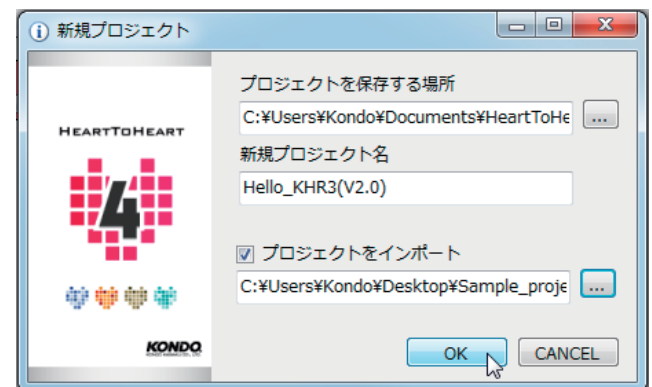 新規プロジェクト
プロジェクトを保存する場所
C:¥Users¥Kondo¥Documents¥HeartToHe
...
新規プロジェクト名
Hello_KHR3(V2.0)
プロジェクトをインポート
C:¥Users¥Kondo¥Desktop¥Sample_proje
...
HEARTTOHEART
4
KONDO
OK
CANCEL